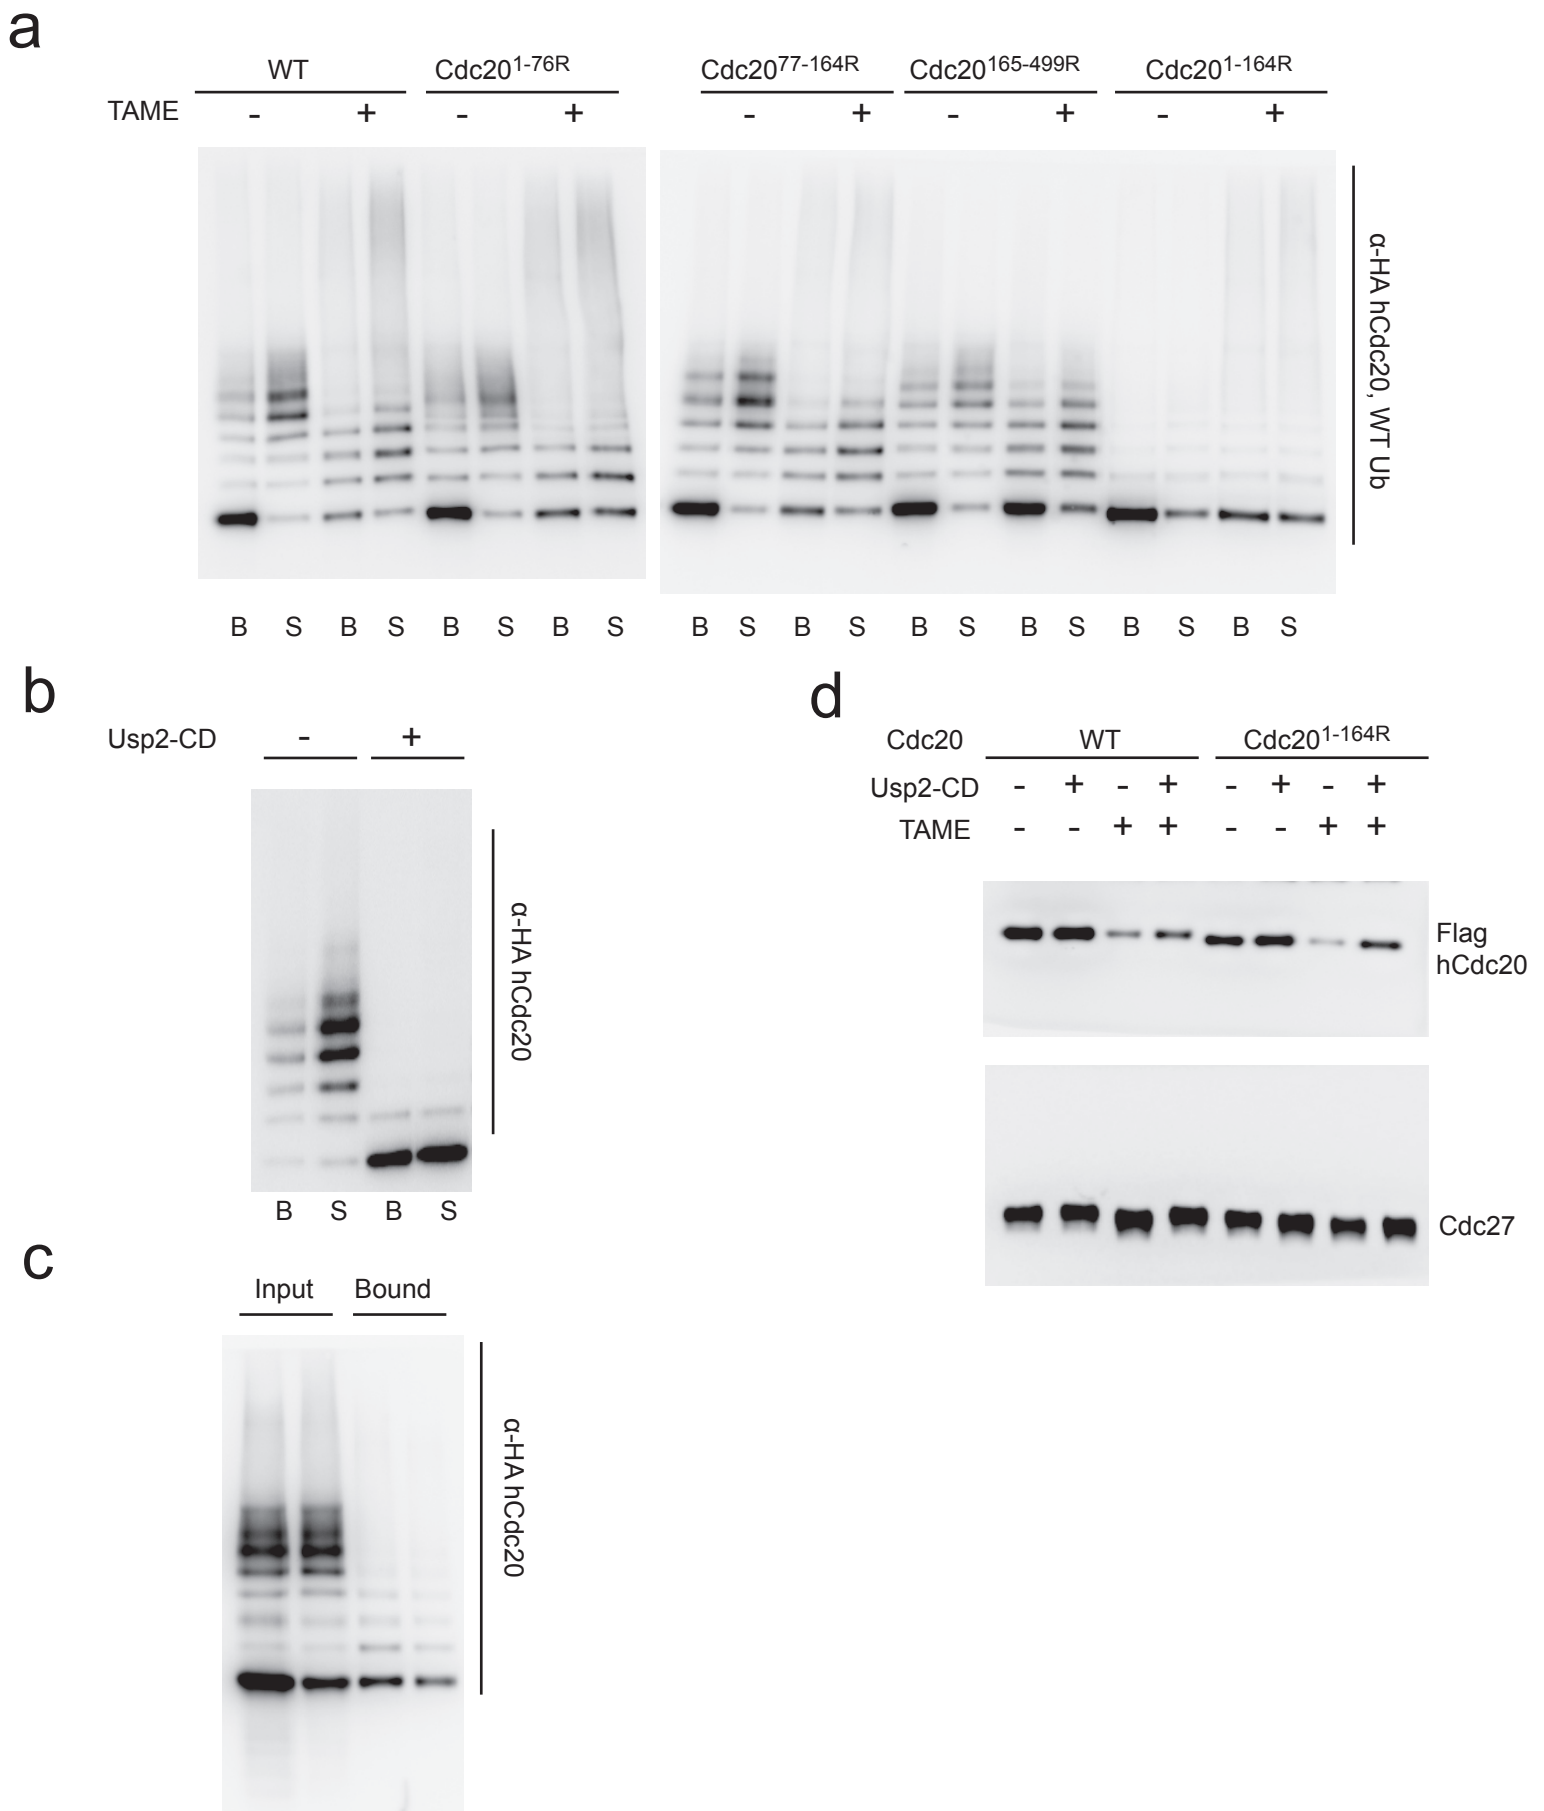 a
WT Cdc20^1-76R Cdc20^77-164R Cdc20^165-499R Cdc20^1-164R
TAME - + - + - + - + - +
α-HA hCdc20, WT Ub
B S B S B S B S B S B S B S B S B S B S
b
Usp2-CD - +
α-HA hCdc20
B S B S
c
Input Bound
α-HA hCdc20
d
Cdc20 WT Cdc20^1-164R
Usp2-CD - + - + - + - +
TAME - - + + - - + +
Flag
hCdc20
Cdc27